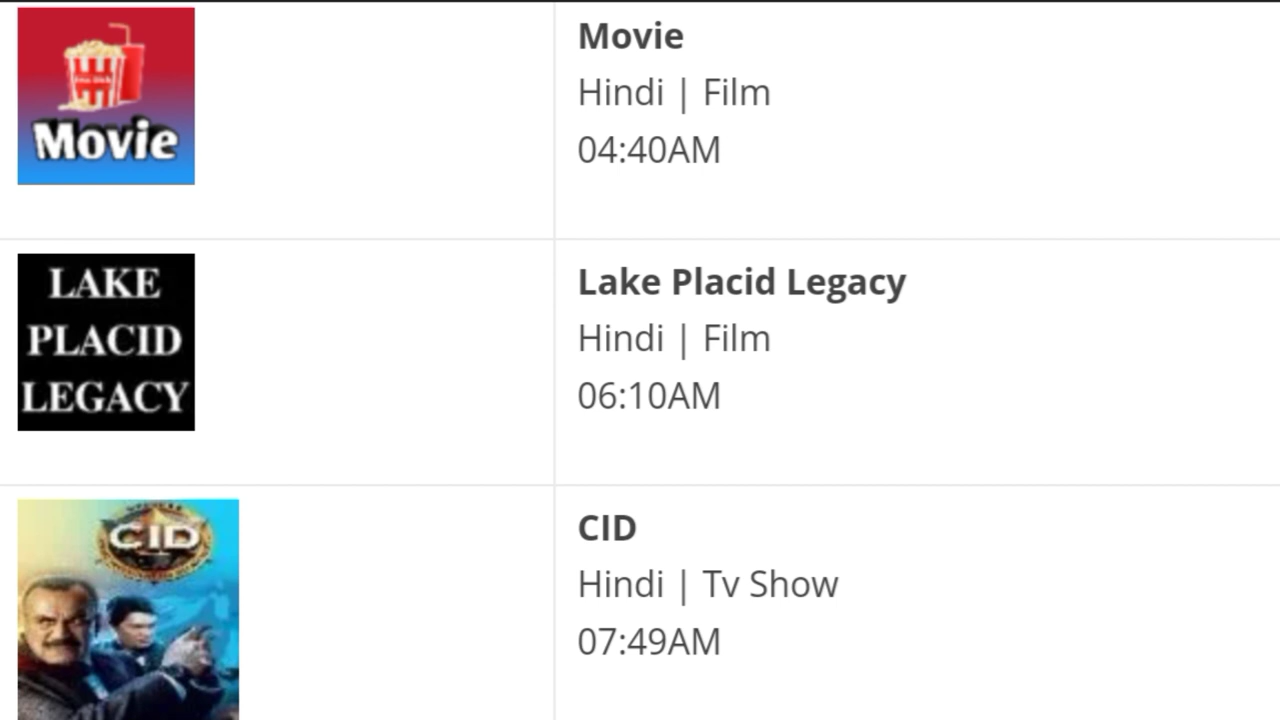 Movie
Movie
Hindi | Film
04:40AM
LAKE
PLACID
LEGACY
Lake Placid Legacy
Hindi | Film
06:10AM
CID
CID
Hindi | Tv Show
07:49AM